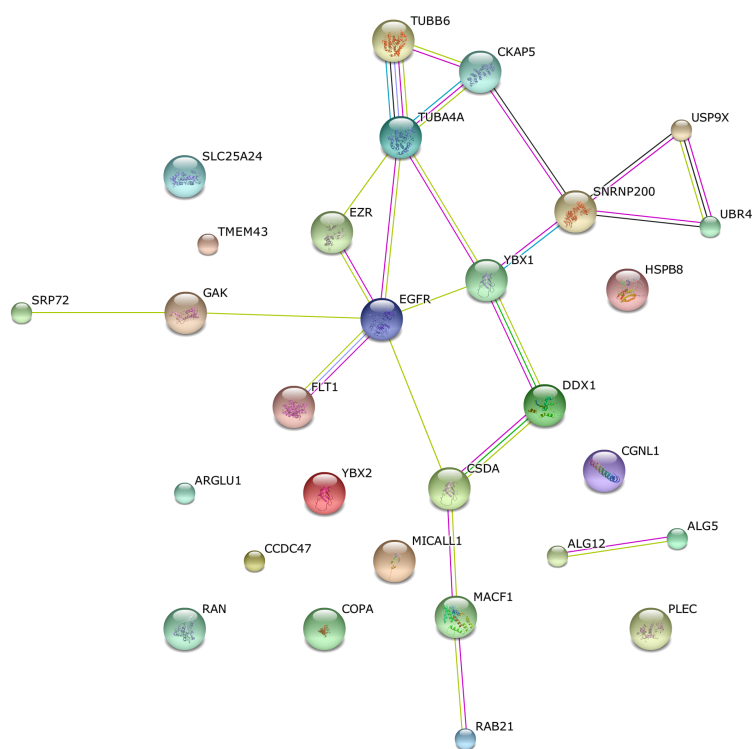 TUBB6
CKAP5
TUBA4A
USP9X
SLC25A24
SNRNP200
EZR
UBR4
TMEM43
YBX1
HSPB8
SRP72
GAK
EGFR
FLT1
DDX1
CGNL1
CSDA
ARGLU1
YBX2
ALG5
CCDC47
MICALL1
ALG12
MACF1
RAN
COPA
PLEC
RAB21